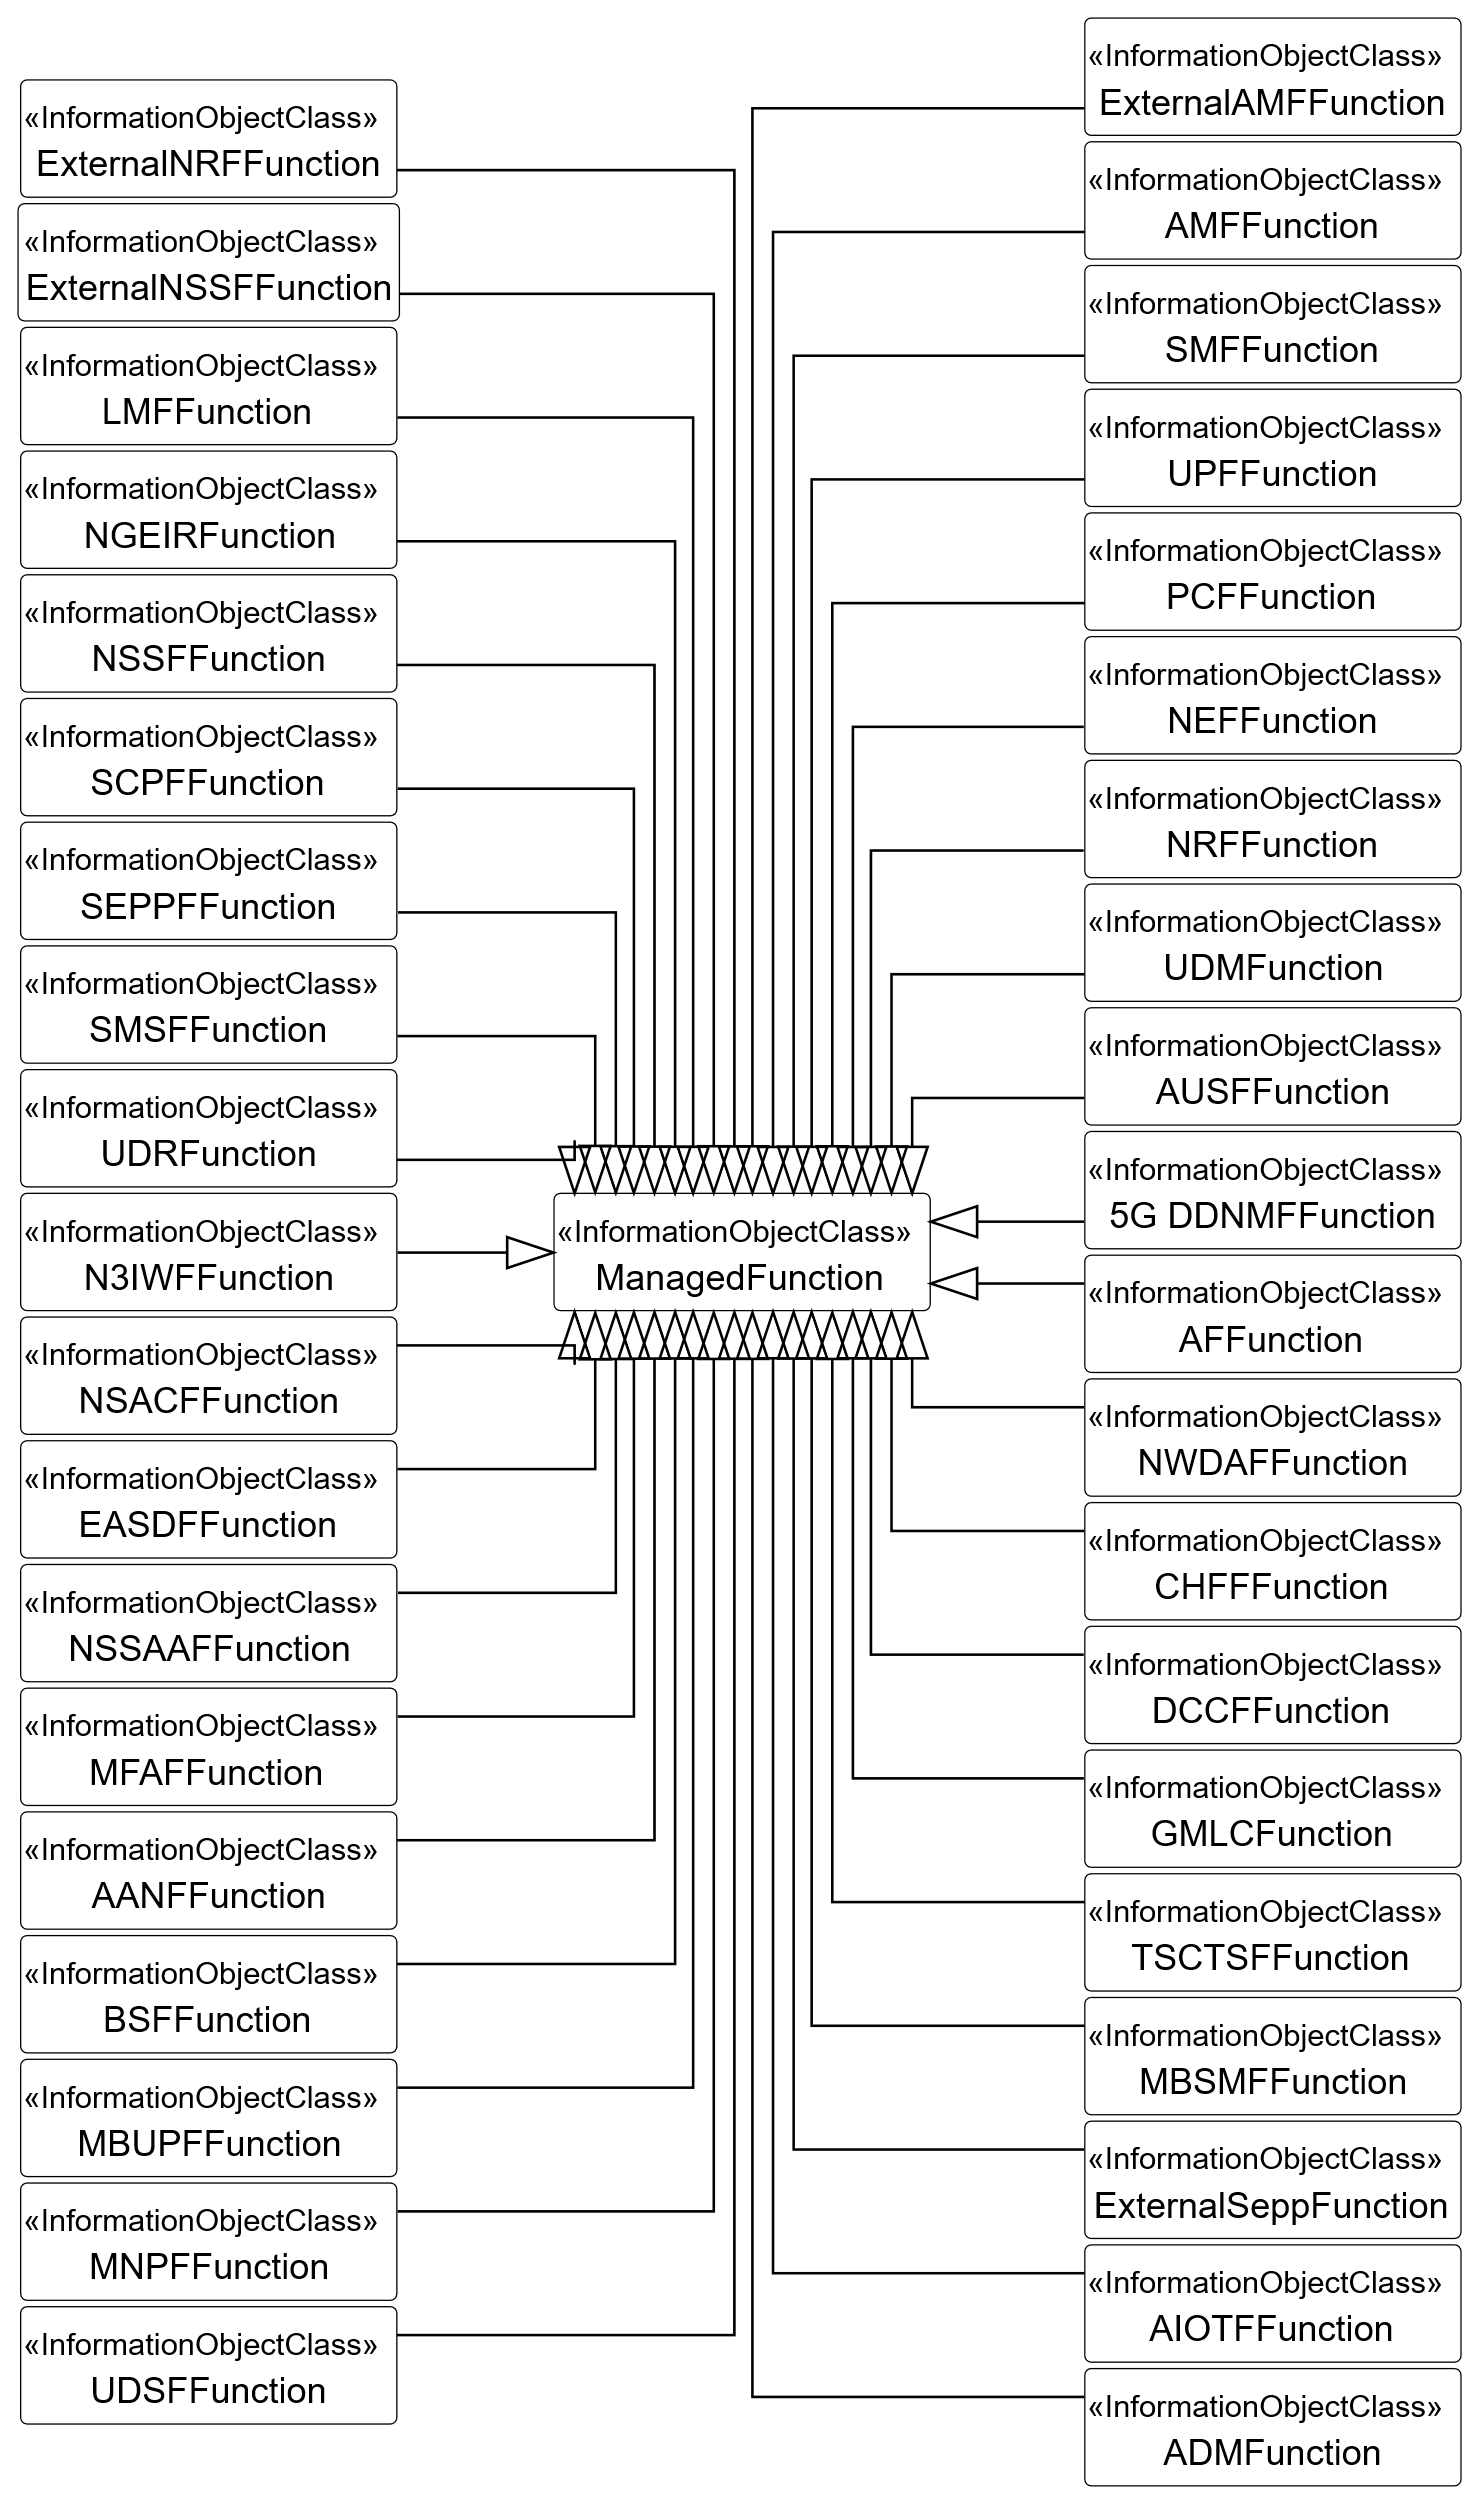 «InformationObjectClass»
ExternalNRFFunction
«InformationObjectClass»
ExternalNSSFFunction
«InformationObjectClass»
LMFFunction
«InformationObjectClass»
NGEIRFunction
«InformationObjectClass»
NSSFFunction
«InformationObjectClass»
SCPFFunction
«InformationObjectClass»
SEPPFFunction
«InformationObjectClass»
SMSFFunction
«InformationObjectClass»
UDRFunction
«InformationObjectClass»
N3IWFFunction
«InformationObjectClass»
NSACFFunction
«InformationObjectClass»
EASDFFunction
«InformationObjectClass»
NSSAAFFunction
«InformationObjectClass»
MFAFFunction
«InformationObjectClass»
AANFFunction
«InformationObjectClass»
BSFFunction
«InformationObjectClass»
MBUPFFunction
«InformationObjectClass»
MNPFFunction
«InformationObjectClass»
UDSFFunction
«InformationObjectClass»
ManagedFunction
«InformationObjectClass»
ExternalAMFFunction
«InformationObjectClass»
AMFFunction
«InformationObjectClass»
SMFFunction
«InformationObjectClass»
UPFFunction
«InformationObjectClass»
PCFFunction
«InformationObjectClass»
NEFFunction
«InformationObjectClass»
NRFFunction
«InformationObjectClass»
UDMFunction
«InformationObjectClass»
AUSFFunction
«InformationObjectClass»
5G DDNMFFunction
«InformationObjectClass»
AFFunction
«InformationObjectClass»
NWDAFFunction
«InformationObjectClass»
CHFFFunction
«InformationObjectClass»
DCCFFunction
«InformationObjectClass»
GMLCFunction
«InformationObjectClass»
TSCTSFFunction
«InformationObjectClass»
MBSMFFunction
«InformationObjectClass»
ExternalSeppFunction
«InformationObjectClass»
AIOTFFunction
«InformationObjectClass»
ADMFunction